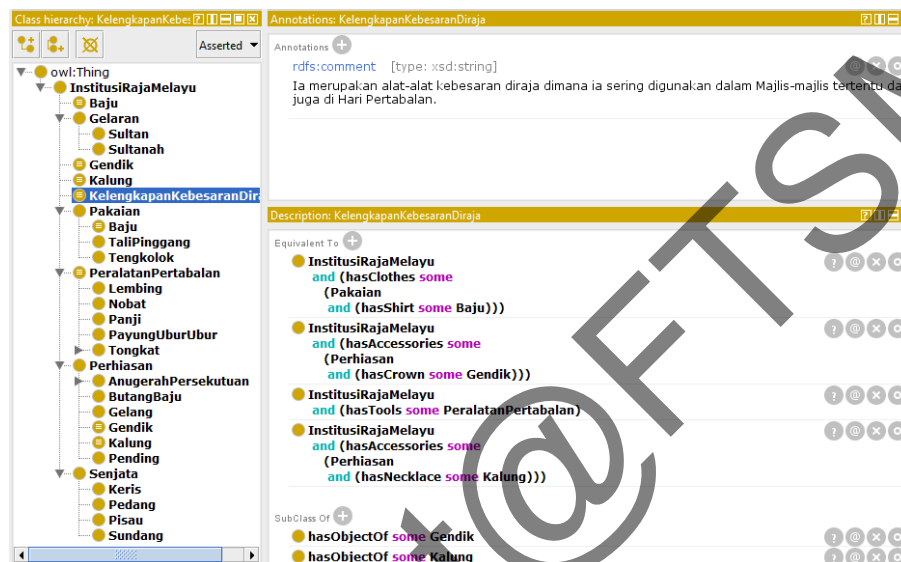 Class hierarchy: KelengkapanKebes
Asserted
owl:Thing
InstitusiRajaMelayu
Baju
Gelaran
Sultan
Sultanah
Gendik
Kalung
KelengkapanKebesaranDir
Pakaian
Baju
TaliPinggang
Tengkolok
PeralatanPertabalan
Lembing
Nobat
Panji
PayungUburUbur
Tongkat
Perhiasan
AnugerahPersekutuan
ButangBaju
Gelang
Gendik
Kalung
Pending
Senjata
Keris
Pedang
Pisau
Sundang
Annotations: KelengkapanKebesaranDiraja
Annotations
rdfs:comment [type: xsd:string]
Ia merupakan alat-alat kebesaran diraja dimana ia sering digunakan dalam Majlis-majlis tertentu da
juga di Hari Pertabalan.
Description: KelengkapanKebesaranDiraja
Equivalent To
InstitusiRajaMelayu
and (hasClothes some
(Pakaian
and (hasShirt some Baju)))
InstitusiRajaMelayu
and (hasAccessories some
(Perhiasan
and (hasCrown some Gendik)))
InstitusiRajaMelayu
and (hasTools some PeralatanPertabalan)
InstitusiRajaMelayu
and (hasAccessories some
(Perhiasan
and (hasNecklace some Kalung)))
SubClass Of
hasObjectOf some Gendik
hasObjectOf some Kalung
@FTSM